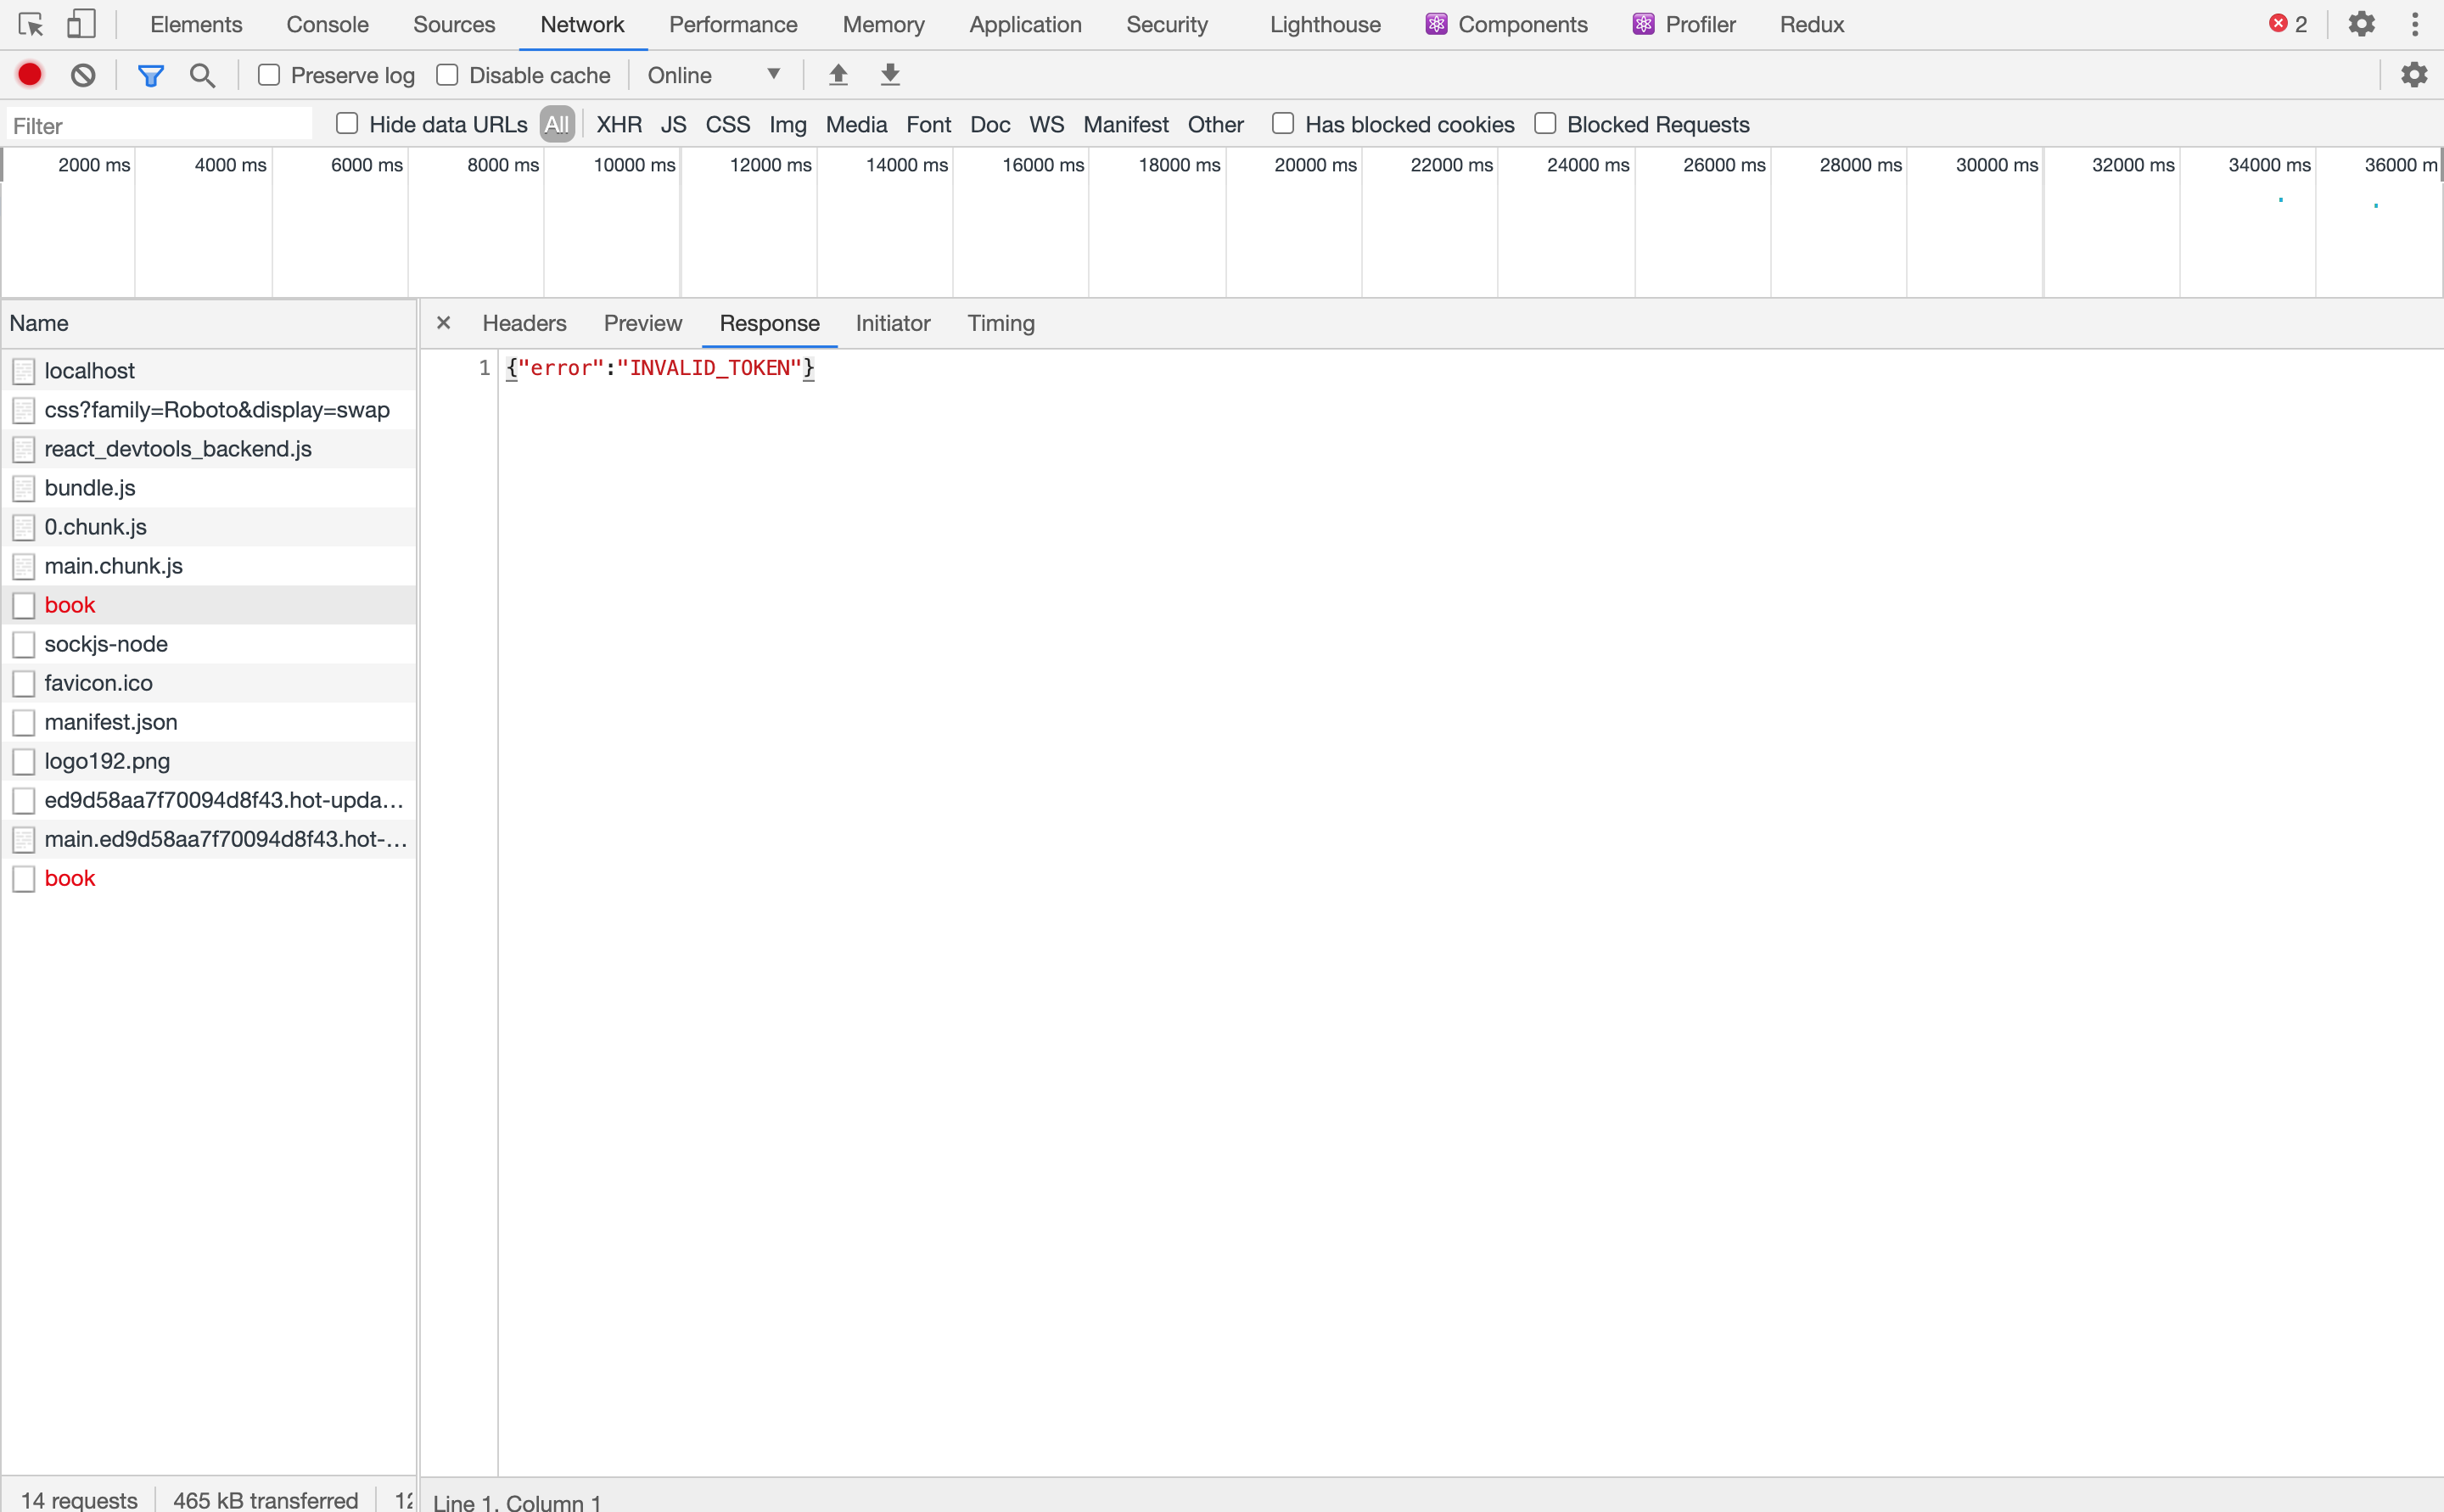 Elements Console Sources Network Performance Memory Application Security Lighthouse Components Profiler Redux 2
Preserve log Disable cache Online
Filter Hide data URLs All XHR JS CSS Img Media Font Doc WS Manifest Other Has blocked cookies Blocked Requests
2000 ms 4000 ms 6000 ms 8000 ms 10000 ms 12000 ms 14000 ms 16000 ms 18000 ms 20000 ms 22000 ms 24000 ms 26000 ms 28000 ms 30000 ms 32000 ms 34000 ms 36000 m
Name
× Headers Preview Response Initiator Timing
1 {"error":"INVALID_TOKEN"}
localhost
css?family=Roboto&display=swap
react_devtools_backend.js
bundle.js
0.chunk.js
main.chunk.js
book
sockjs-node
favicon.ico
manifest.json
logo192.png
ed9d58aa7f70094d8f43.hot-upda...
main.ed9d58aa7f70094d8f43.hot-...
book
14 requests 465 kB transferred
Line 1, Column 1